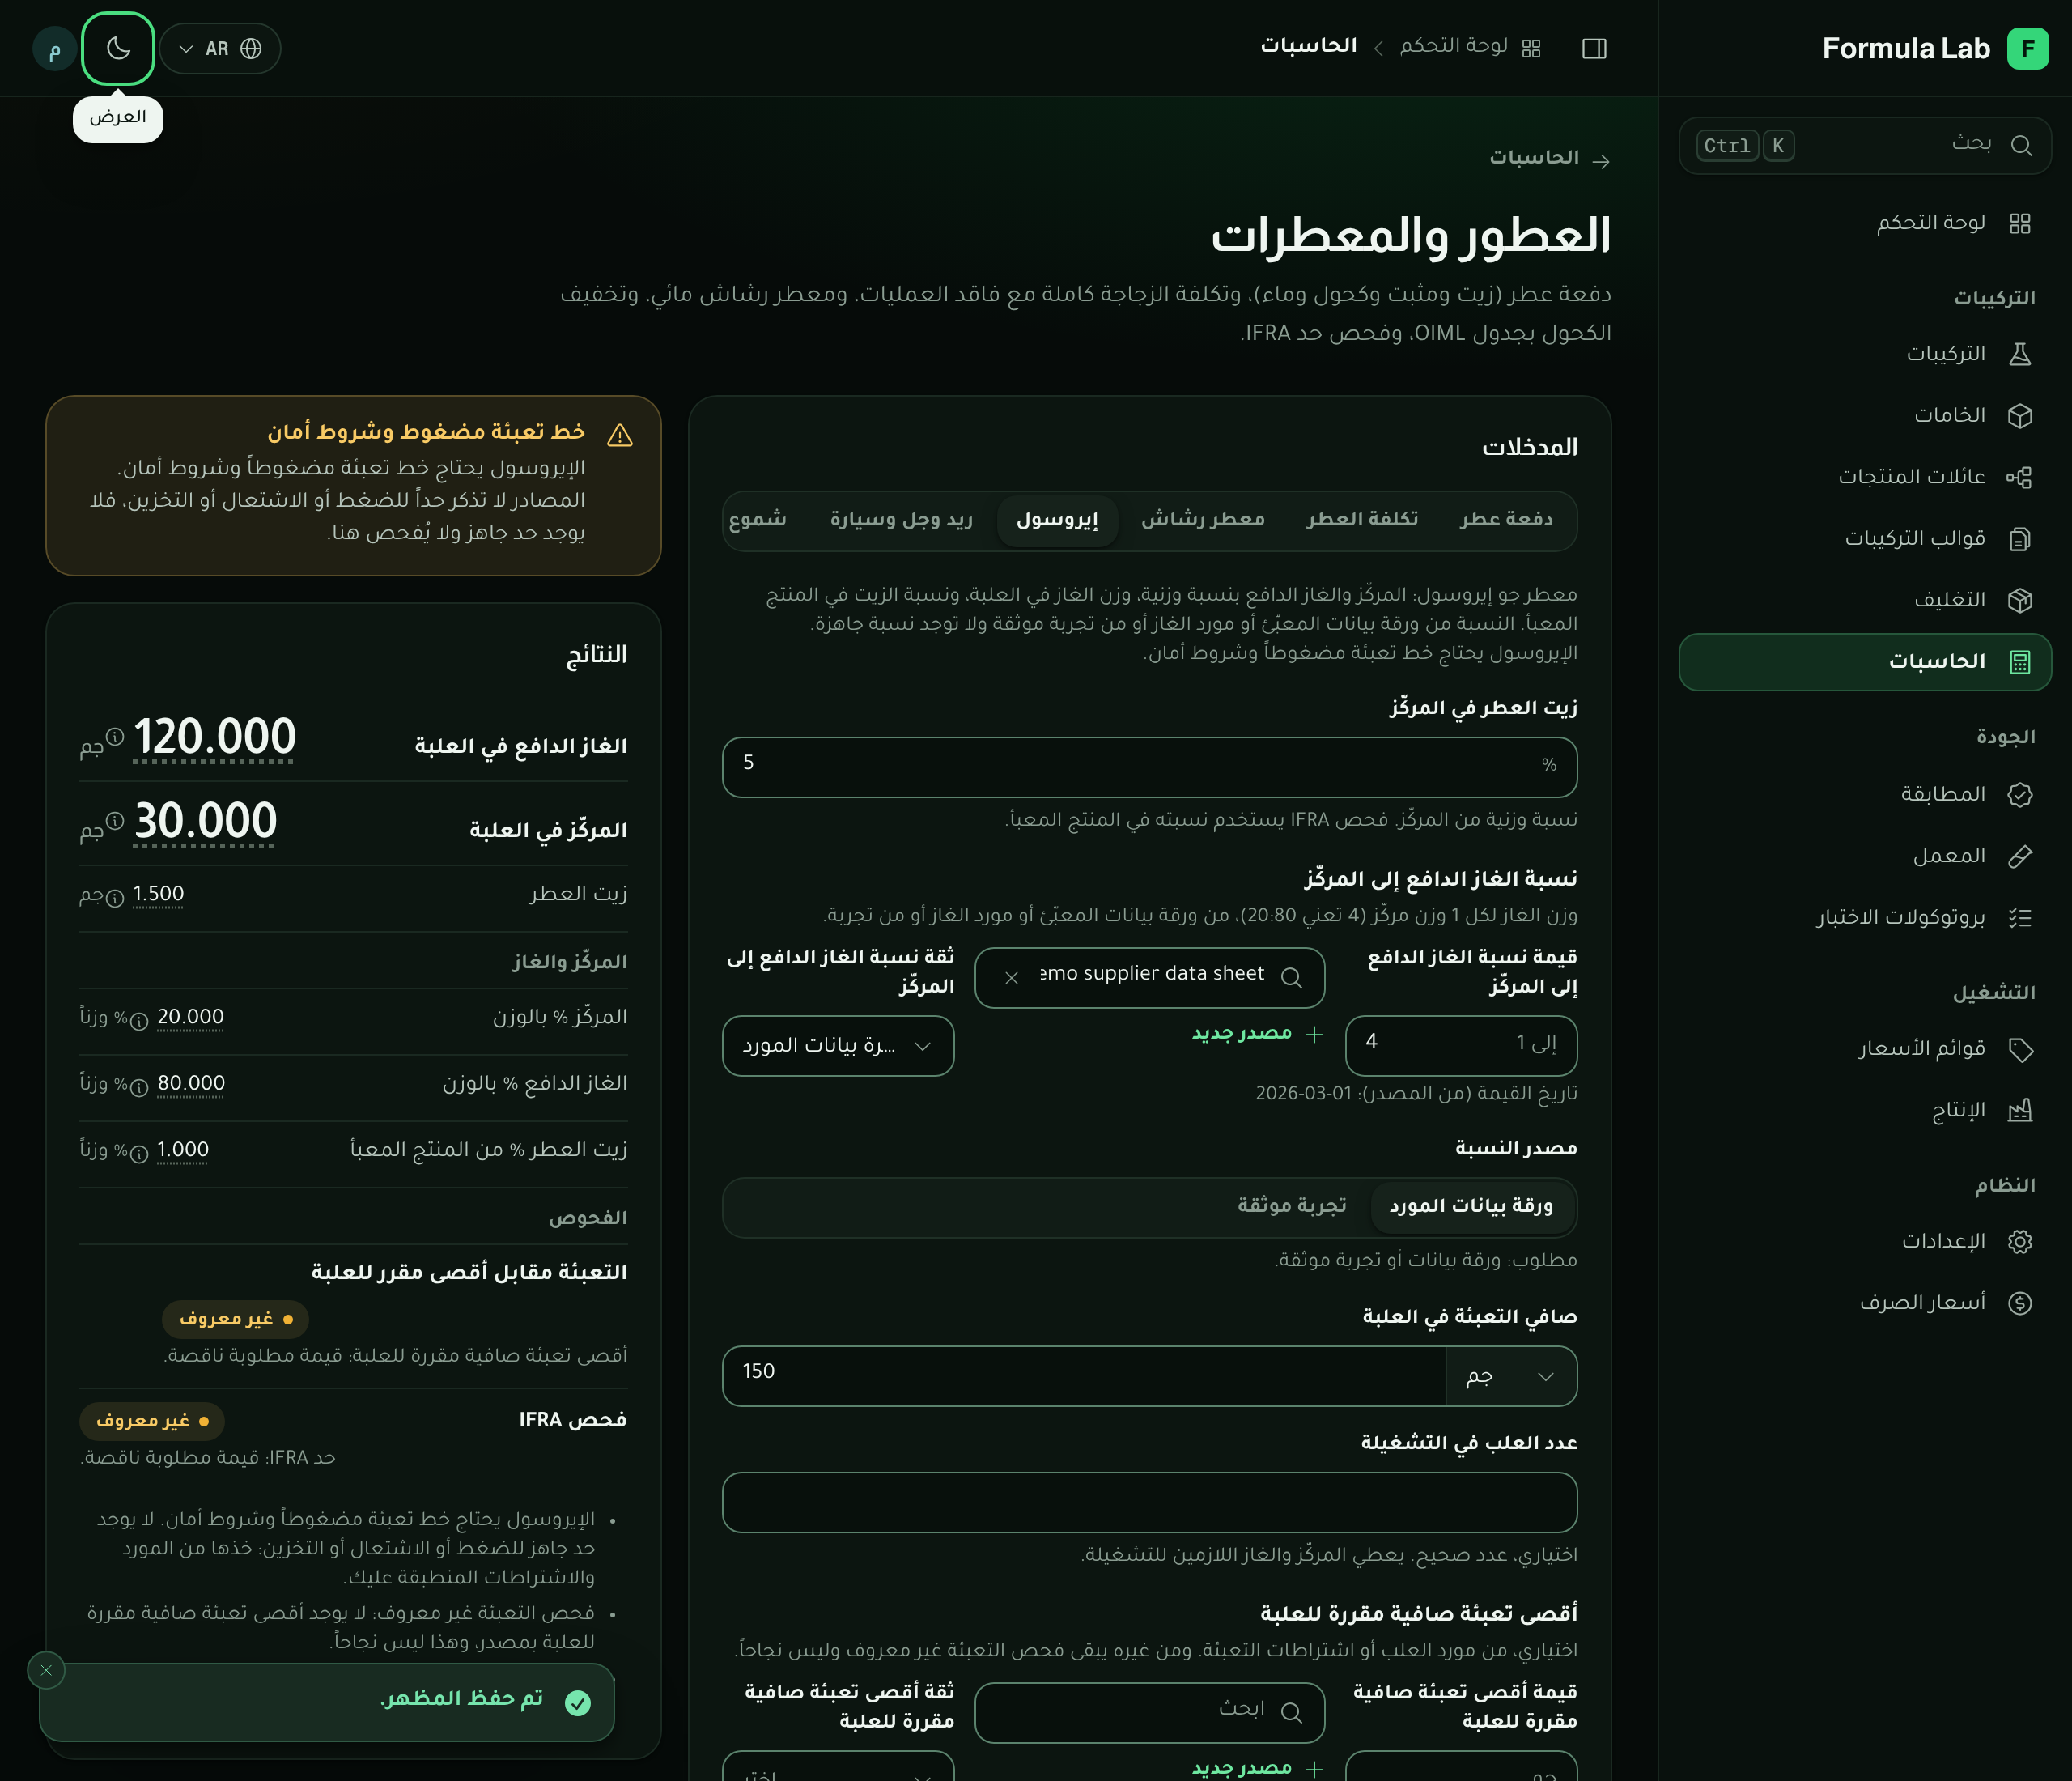 F
Formula Lab
لوحة التحكم
الحاسبات
AR
م
العرض
بحث
Ctrl K
لوحة التحكم
التركيبات
التركيبات
الخامات
عائلات المنتجات
قوالب التركيبات
التغليف
الحاسبات
الجودة
المطابقة
المعمل
بروتوكولات الاختبار
التشغيل
قوائم الأسعار
الإنتاج
النظام
الإعدادات
أسعار الصرف
الحاسبات
العطور والمعطرات
دفعة عطر (زيت ومثبت وكحول وماء)، وتكلفة الزجاجة كاملة مع فاقد العمليات، ومعطر رشاش مائي، وتخفيف
الكحول بجدول OIML، وفحص حد IFRA.
المدخلات
دفعة عطر
تكلفة العطر
معطر رشاش
إيروسول
ريد وجل وسيارة
شموع
معطر جو إيروسول: المركّز والغاز الدافع بنسبة وزنية، وزن الغاز في العلبة، ونسبة الزيت في المنتج
المعبأ. النسبة من ورقة بيانات المعبّئ أو مورد الغاز أو من تجربة موثقة ولا توجد نسبة جاهزة.
الإيروسول يحتاج خط تعبئة مضغوطاً وشروط أمان.
زيت العطر في المركّز
%
5
نسبة وزنية من المركّز. فحص IFRA يستخدم نسبته في المنتج المعبأ.
نسبة الغاز الدافع إلى المركّز
وزن الغاز لكل 1 وزن مركّز (4 تعني 20:80)، من ورقة بيانات المعبّئ أو مورد الغاز أو من تجربة.
قيمة نسبة الغاز الدافع
إلى المركّز
إلى 1
4
emo supplier data sheet
مصدر جديد
ثقة نسبة الغاز الدافع إلى
المركّز
...رة بيانات المورد
تاريخ القيمة (من المصدر): 2026-03-01
مصدر النسبة
ورقة بيانات المورد
تجربة موثقة
مطلوب: ورقة بيانات أو تجربة موثقة.
صافي التعبئة في العلبة
جم
150
عدد العلب في التشغيلة
اختياري، عدد صحيح. يعطي المركّز والغاز اللازمين للتشغيلة.
أقصى تعبئة صافية مقررة للعلبة
اختياري، من مورد العلب أو اشتراطات التعبئة. ومن غيره يبقى فحص التعبئة غير معروف وليس نجاحاً.
قيمة أقصى تعبئة صافية
مقررة للعلبة
جم
ابحث
مصدر جديد
ثقة أقصى تعبئة صافية
مقررة للعلبة
اختر
خط تعبئة مضغوط وشروط أمان
الإيروسول يحتاج خط تعبئة مضغوطاً وشروط أمان.
المصادر لا تذكر حداً للضغط أو الاشتعال أو التخزين، فلا
يوجد حد جاهز ولا يُفحص هنا.
النتائج
الغاز الدافع في العلبة
120.000 جم
المركّز في العلبة
30.000 جم
زيت العطر
1.500 جم
المركّز والغاز
المركّز % بالوزن
20.000 % وزناً
الغاز الدافع % بالوزن
80.000 % وزناً
زيت العطر % من المنتج المعبأ
1.000 % وزناً
الفحوص
التعبئة مقابل أقصى مقرر للعلبة
غير معروف
أقصى تعبئة صافية مقررة للعلبة: قيمة مطلوبة ناقصة.
فحص IFRA
غير معروف
حد IFRA: قيمة مطلوبة ناقصة.
• الإيروسول يحتاج خط تعبئة مضغوطاً وشروط أمان. لا يوجد
حد جاهز للضغط أو الاشتعال أو التخزين: خذها من المورد
والاشتراطات المنطبقة عليك.
• فحص التعبئة غير معروف: لا يوجد أقصى تعبئة صافية مقررة
للعلبة بمصدر، وهذا ليس نجاحاً.
تم حفظ المظهر.